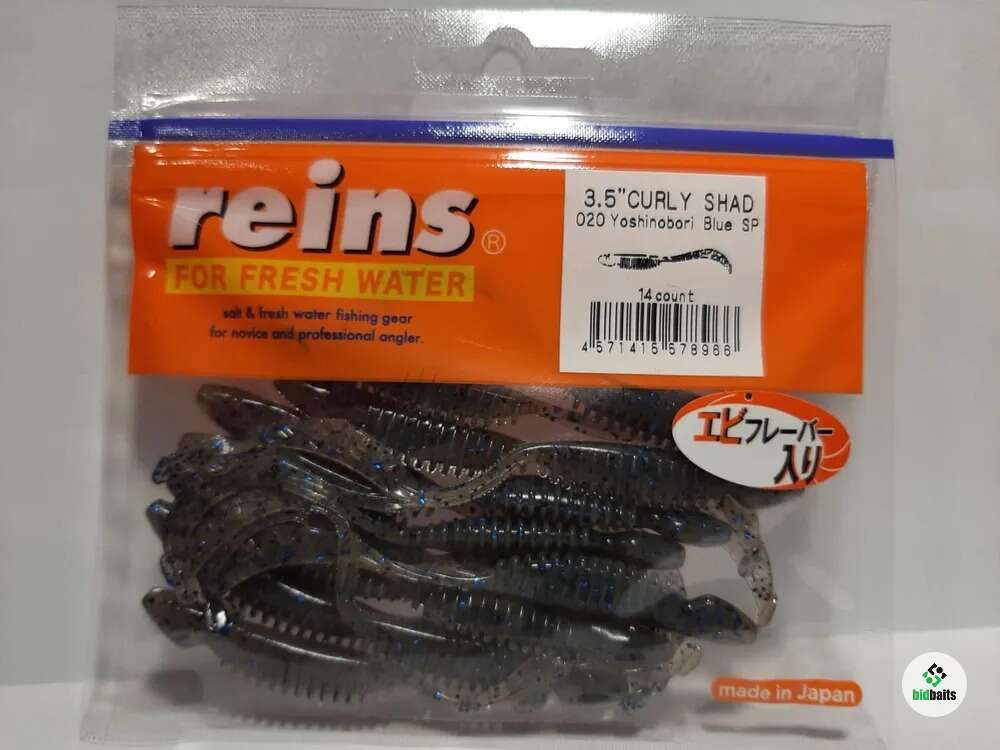 reins®
FOR FRESH WATER
salt & fresh water fishing gear
for novice and professional angler.
3.5"CURLY SHAD
020 Yoshinobori Blue SP
14 count
4 571415 578986
エビフレーバー
入り
made in Japan
bidbaits